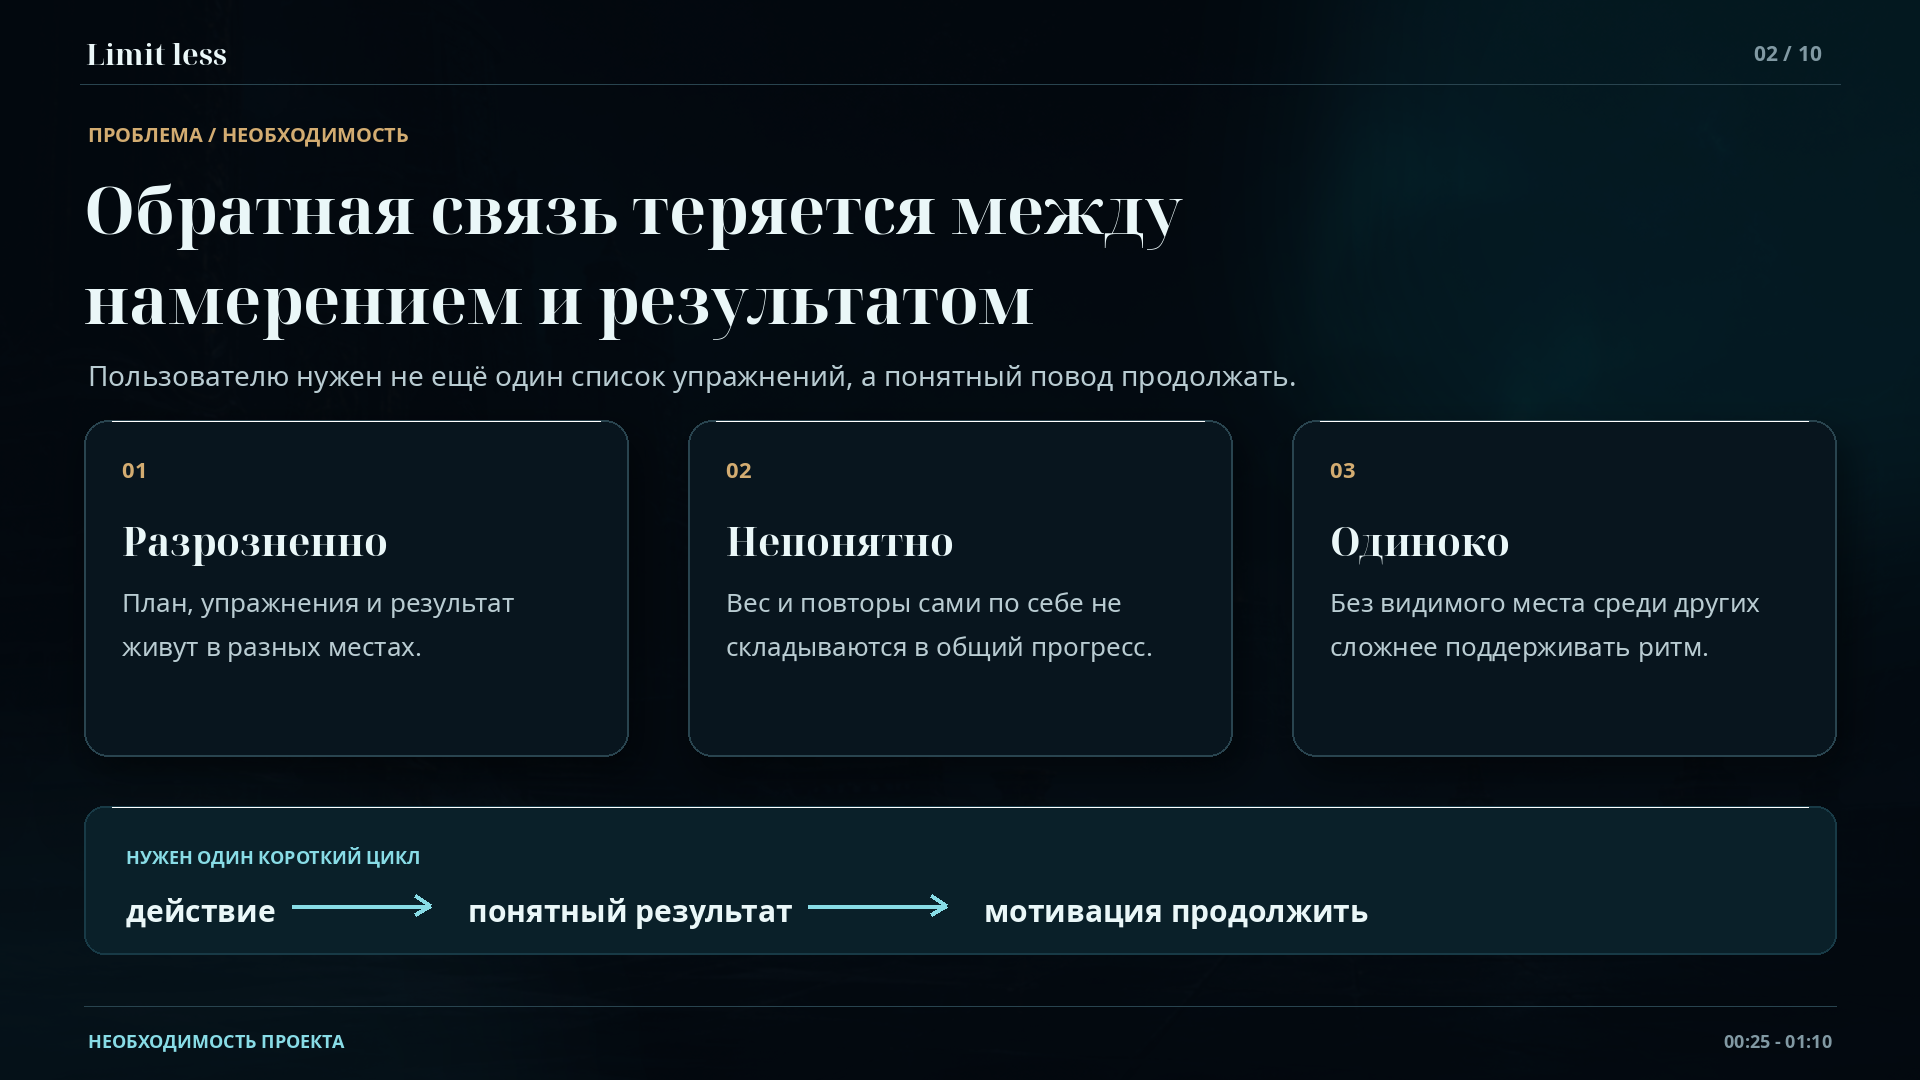 Limit less
02 / 10
ПРОБЛЕМА / НЕОБХОДИМОСТЬ
Обратная связь теряется между
намерением и результатом
Пользователю нужен не ещё один список упражнений, а понятный повод продолжать.
01
Разрозненно
План, упражнения и результат
живут в разных местах.
02
Непонятно
Вес и повторы сами по себе не
складываются в общий прогресс.
03
Одиноко
Без видимого места среди других
сложнее поддерживать ритм.
НУЖЕН ОДИН КОРОТКИЙ ЦИКЛ
действие → понятный результат → мотивация продолжить
НЕОБХОДИМОСТЬ ПРОЕКТА
00:25 - 01:10